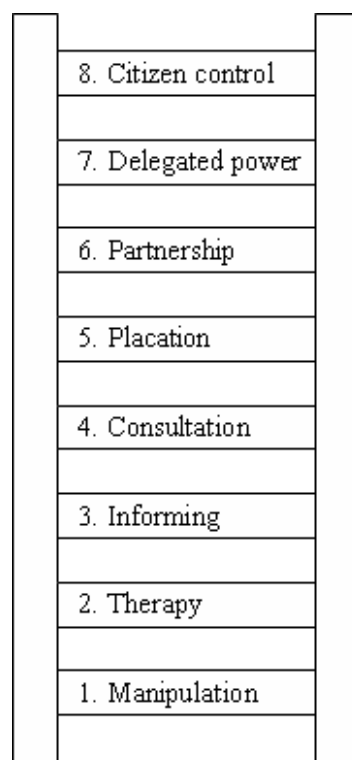 8. Citizen control
7. Delegated power
6. Partnership
5. Placation
4. Consultation
3. Informing
2. Therapy
1. Manipulation